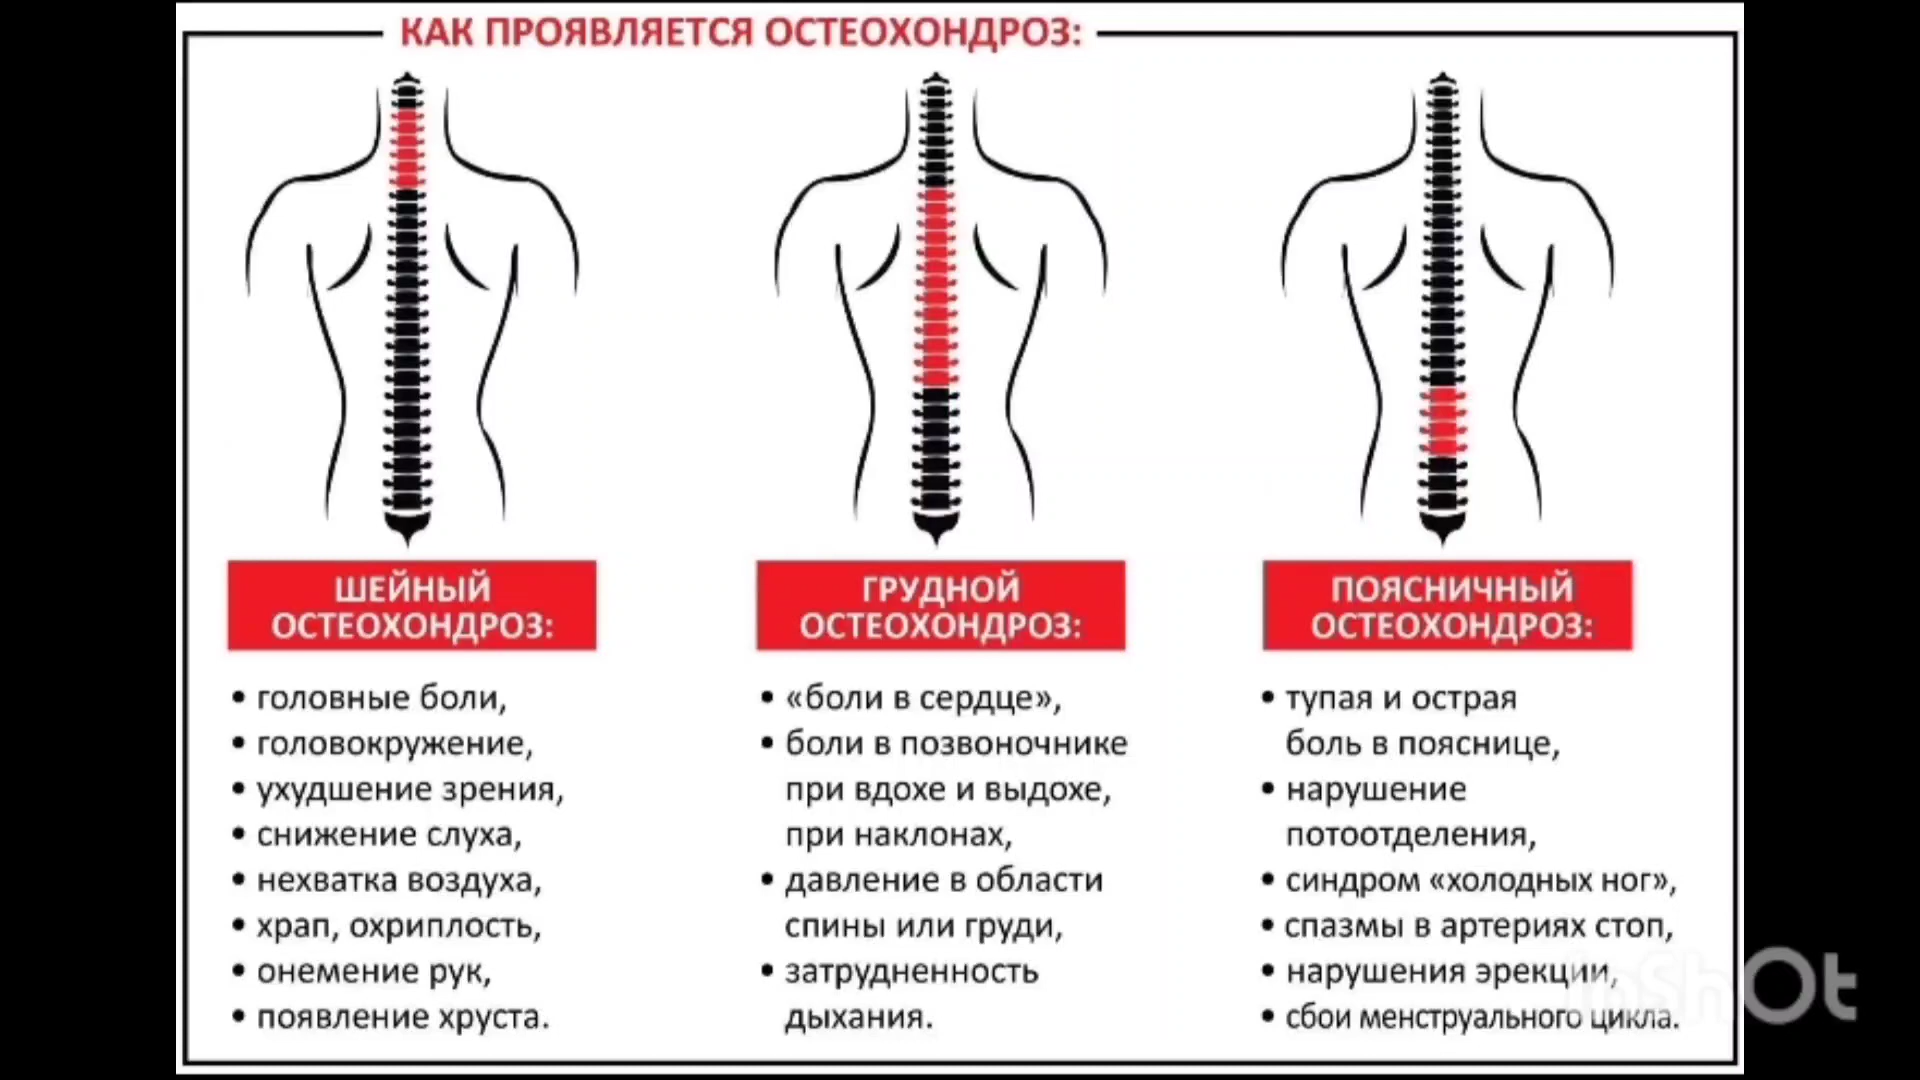 КАК ПРОЯВЛЯЕТСЯ ОСТЕОХОНДРОЗ:
ШЕЙНЫЙ
ОСТЕОХОНДРОЗ:
• головные боли,
• головокружение,
• ухудшение зрения,
• снижение слуха,
• нехватка воздуха,
• храп, охриплость,
• онемение рук,
• появление хруста.
ГРУДНОЙ
ОСТЕОХОНДРОЗ:
• «боли в сердце»,
• боли в позвоночнике
при вдохе и выдохе,
при наклонах,
• давление в области
спины или груди,
• затрудненность
дыхания.
ПОЯСНИЧНЫЙ
ОСТЕОХОНДРОЗ:
• тупая и острая
боль в пояснице,
• нарушение
потоотделения,
• синдром «холодных ног»,
• спазмы в артериях стоп,
• нарушения эрекции,
• сбои менструального цикла.
InShOt